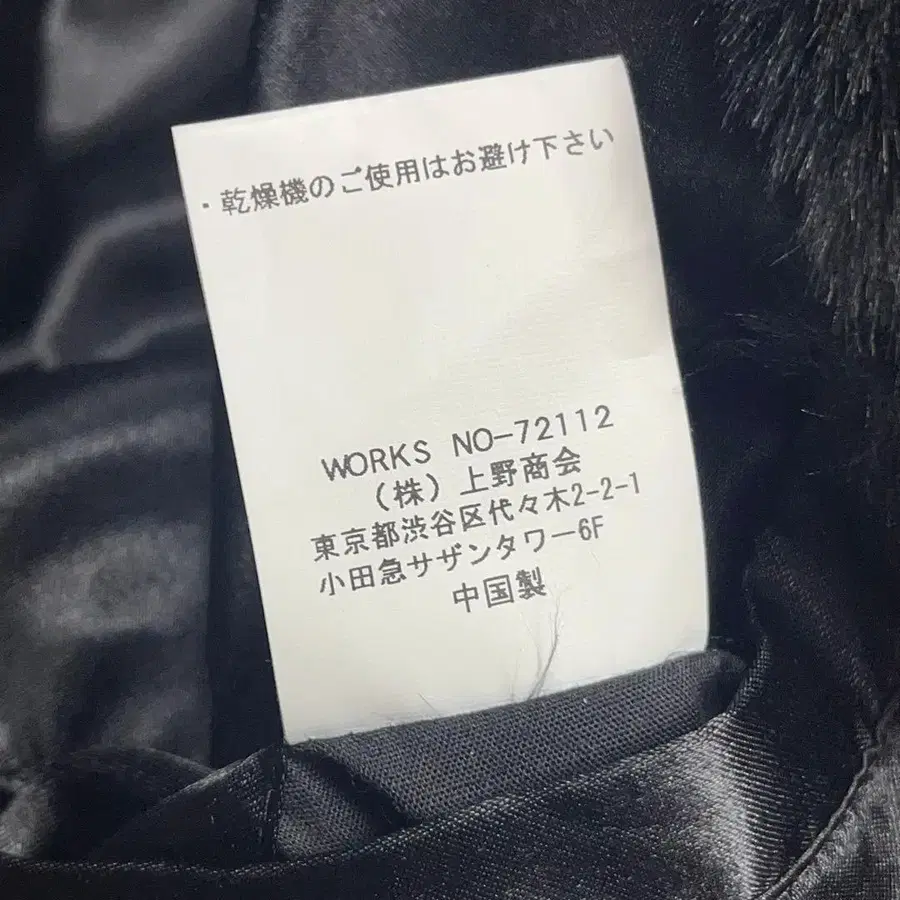 ・乾燥機のご使用はお避け下さい
WORKS NO-72112
(株)上野商会
東京都渋谷区代々木2-2-1
小田急サザンタワー6F
中国製